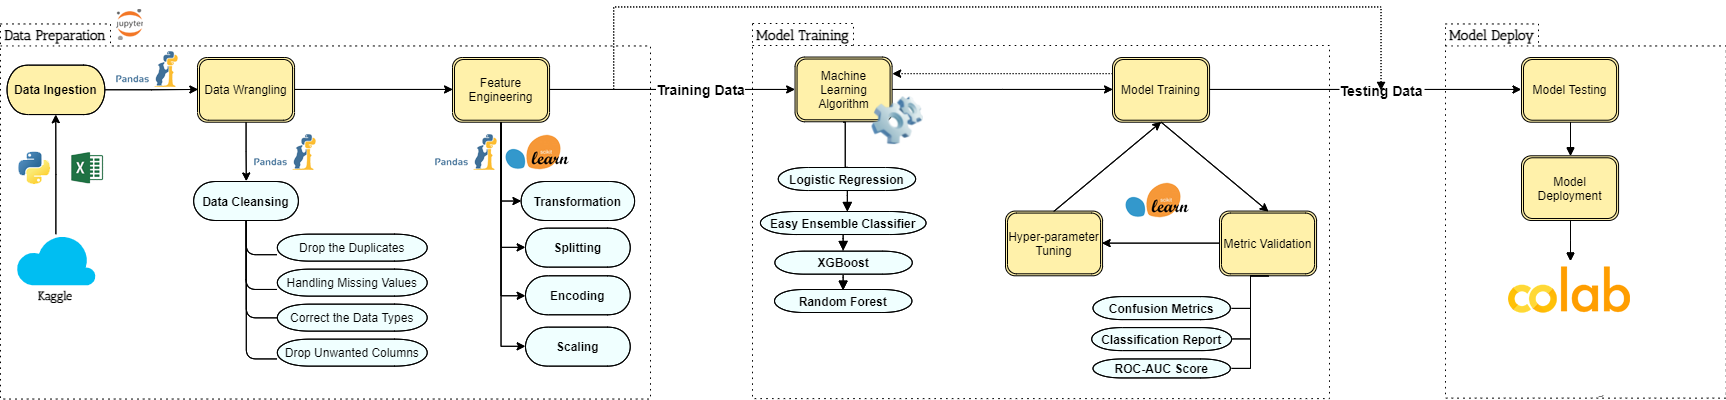 Data Preparation
jupyter
Data Ingestion
Pandas
Data Wrangling
Feature
Engineering
Pandas
Pandas
scikit
learn
Data Cleansing
Drop the Duplicates
Handling Missing Values
Correct the Data Types
Drop Unwanted Columns
Transformation
Splitting
Encoding
Scaling
X
Kaggle
Training Data
Model Training
Machine
Learning
Algorithm
Model Training
Logistic Regression
Easy Ensemble Classifier
XGBoost
Random Forest
scikit
learn
Hyper-parameter
Tuning
Metric Validation
Confusion Metrics
Classification Report
ROC-AUC Score
Testing Data
Model Deploy
Model Testing
Model
Deployment
colab